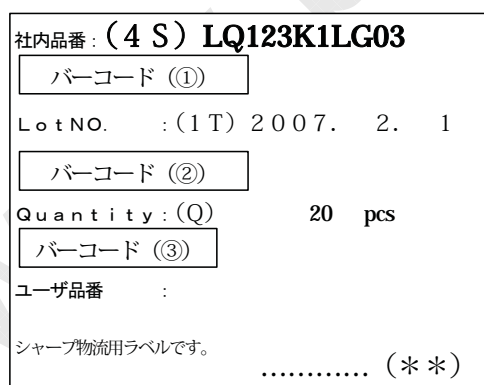 社内品番 : (４Ｓ) LQ123K1LG03
バーコード (①)
ＬｏｔＮＯ. : (１Ｔ) ２００７. ２. １
バーコード (②)
Ｑｕａｎｔｉｔｙ : (Q) 20 pcs
バーコード (③)
ユーザ品番 :
シャープ物流用ラベルです。
………… (＊＊)